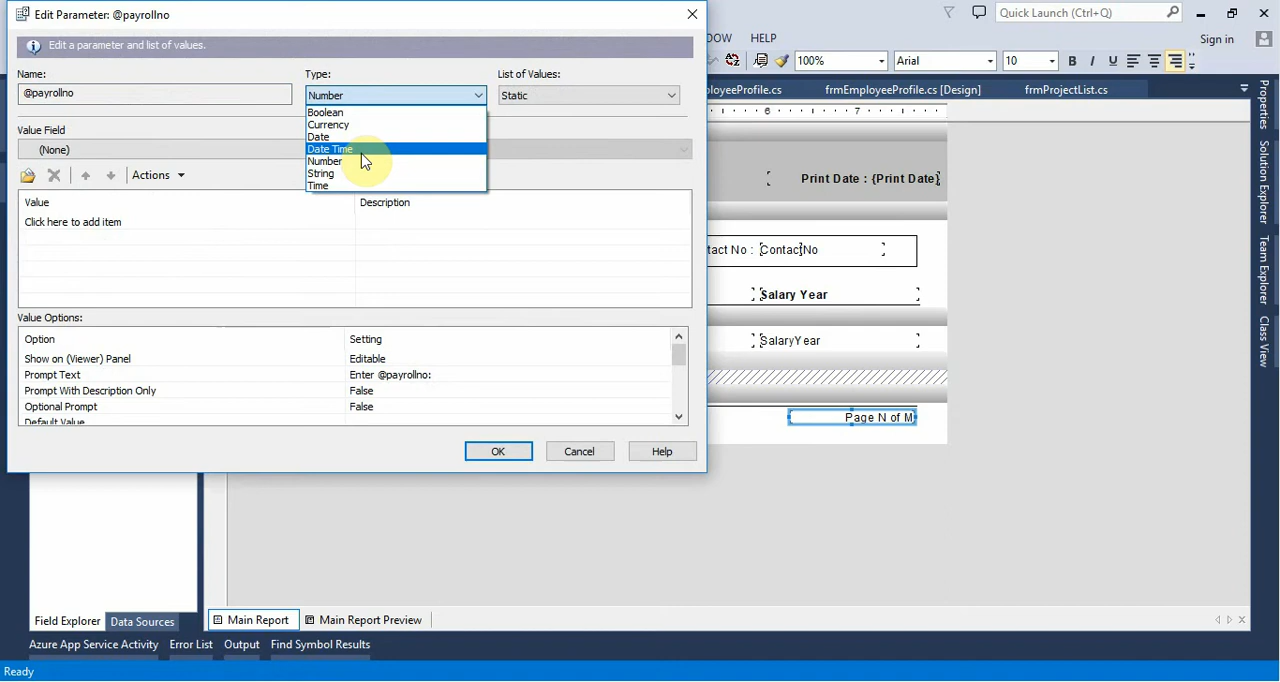 Edit Parameter: @payrollno
Quick Launch (Ctrl+Q)
Edit a parameter and list of values.
HELP
Sign in
Name:
Type:
List of Values:
100%
Arial
10
B I U
@payrollno
Number
Static
frmEmployeeProfile.cs [Design]
frmProjectList.cs
Boolean
Currency
Date
Date Time
Number
String
Time
Value Field
(None)
6
7
Actions
Print Date : {Print Date}
Value
Description
Click here to add item
tact No :
ContactNo
Salary Year
SalaryYear
Value Options:
Option
Setting
Show on (Viewer) Panel
Editable
Prompt Text
Enter @payrollno:
Prompt With Description Only
False
Optional Prompt
False
Default Value
Page N of M
OK
Cancel
Help
Properties
Solution Explorer
Team Explorer
Class View
Field Explorer
Data Sources
Main Report
Main Report Preview
Azure App Service Activity
Error List
Output
Find Symbol Results
Ready